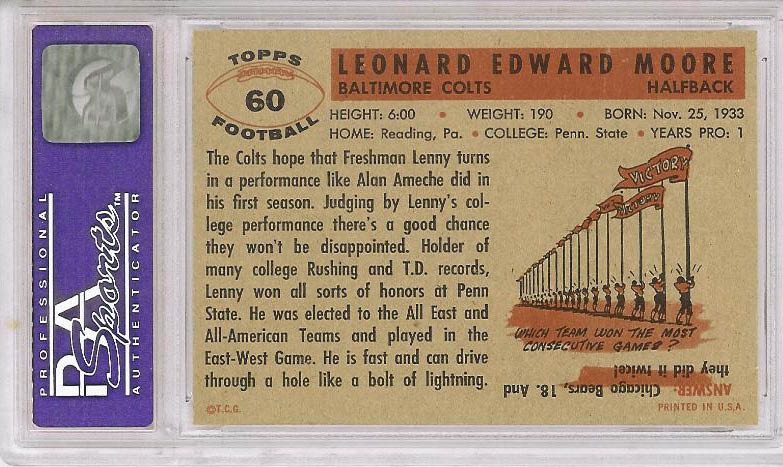 PROFESSIONAL
PSA
Sports™
AUTHENTICATOR
TOPPS
60
FOOTBALL
LEONARD EDWARD MOORE
BALTIMORE COLTS HALFBACK
HEIGHT: 6:00 • WEIGHT: 190 • BORN: Nov. 25, 1933
HOME: Reading, Pa. • COLLEGE: Penn. State • YEARS PRO: 1
The Colts hope that Freshman Lenny turns
in a performance like Alan Ameche did in
his first season. Judging by Lenny's col-
lege performance there's a good chance
they won't be disappointed. Holder of
many college Rushing and T.D. records,
Lenny won all sorts of honors at Penn
State. He was elected to the All East and
All-American Teams and played in the
East-West Game. He is fast and can drive
through a hole like a bolt of lightning.
©T.C.G.
VICTORY
VICTORY
WHICH TEAM WON THE MOST
CONSECUTIVE GAMES?
ANSWER: Chicago Bears, 18. And
they did it twice!
PRINTED IN U.S.A.